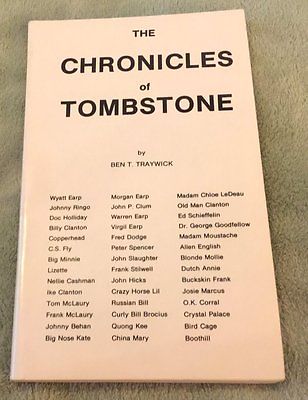 THE
CHRONICLES
of
TOMBSTONE
by
BEN T. TRAYWICK
Wyatt Earp
Johnny Ringo
Doc Holliday
Billy Clanton
Copperhead
C.S. Fly
Big Minnie
Lizette
Nellie Cashman
Ike Clanton
Tom McLaury
Frank McLaury
Johnny Behan
Big Nose Kate
Morgan Earp
John P. Clum
Warren Earp
Virgil Earp
Fred Dodge
Peter Spencer
John Slaughter
Frank Stilwell
John Hicks
Crazy Horse Lil
Russian Bill
Curly Bill Brocius
Quong Kee
China Mary
Madam Chloe LeDeau
Old Man Clanton
Ed Schieffelin
Dr. George Goodfellow
Madam Moustache
Allen English
Blonde Mollie
Dutch Annie
Buckskin Frank
Josie Marcus
O.K. Corral
Crystal Palace
Bird Cage
Boothill